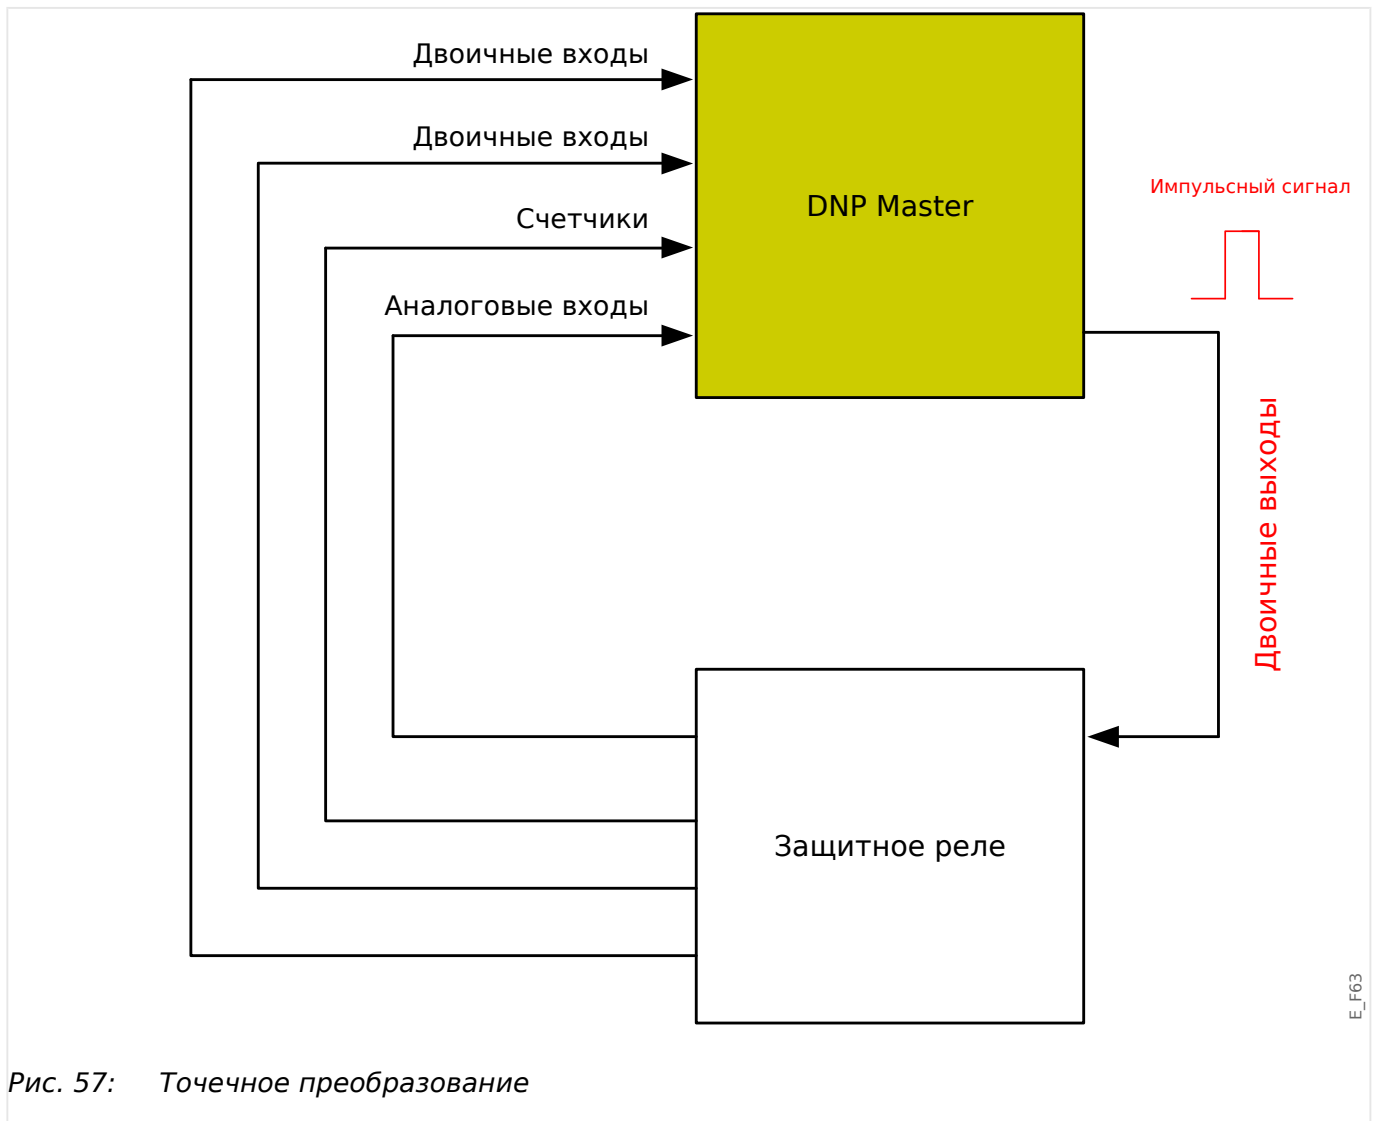 Двоичные входы
Двоичные входы
Счетчики
Аналоговые входы
DNP Master
Импульсный сигнал
Двоичные выходы
Защитное реле
E_F63
Рис. 57: Точечное преобразование